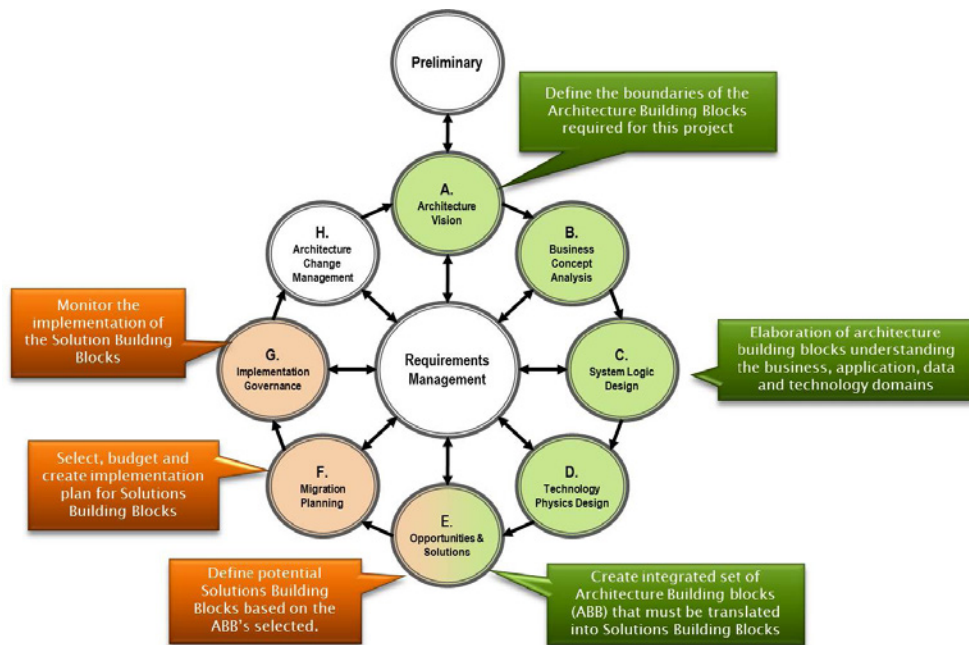 Preliminary
Define the boundaries of the
Architecture Building Blocks
required for this project
A.
Architecture
Vision
H.
Architecture
Change
Management
B.
Business
Concept
Analysis
Monitor the
implementation of
the Solution Building
Blocks
G.
Implementation
Governance
Requirements
Management
C.
System Logic
Design
Elaboration of architecture
building blocks understanding
the business, application, data
and technology domains
Select, budget and
create implementation
plan for Solutions
Building Blocks
F.
Migration
Planning
D.
Technology
Physics Design
E.
Opportunities &
Solutions
Define potential
Solutions Building
Blocks based on the
ABB's selected.
Create integrated set of
Architecture Building blocks
(ABB) that must be translated
into Solutions Building Blocks